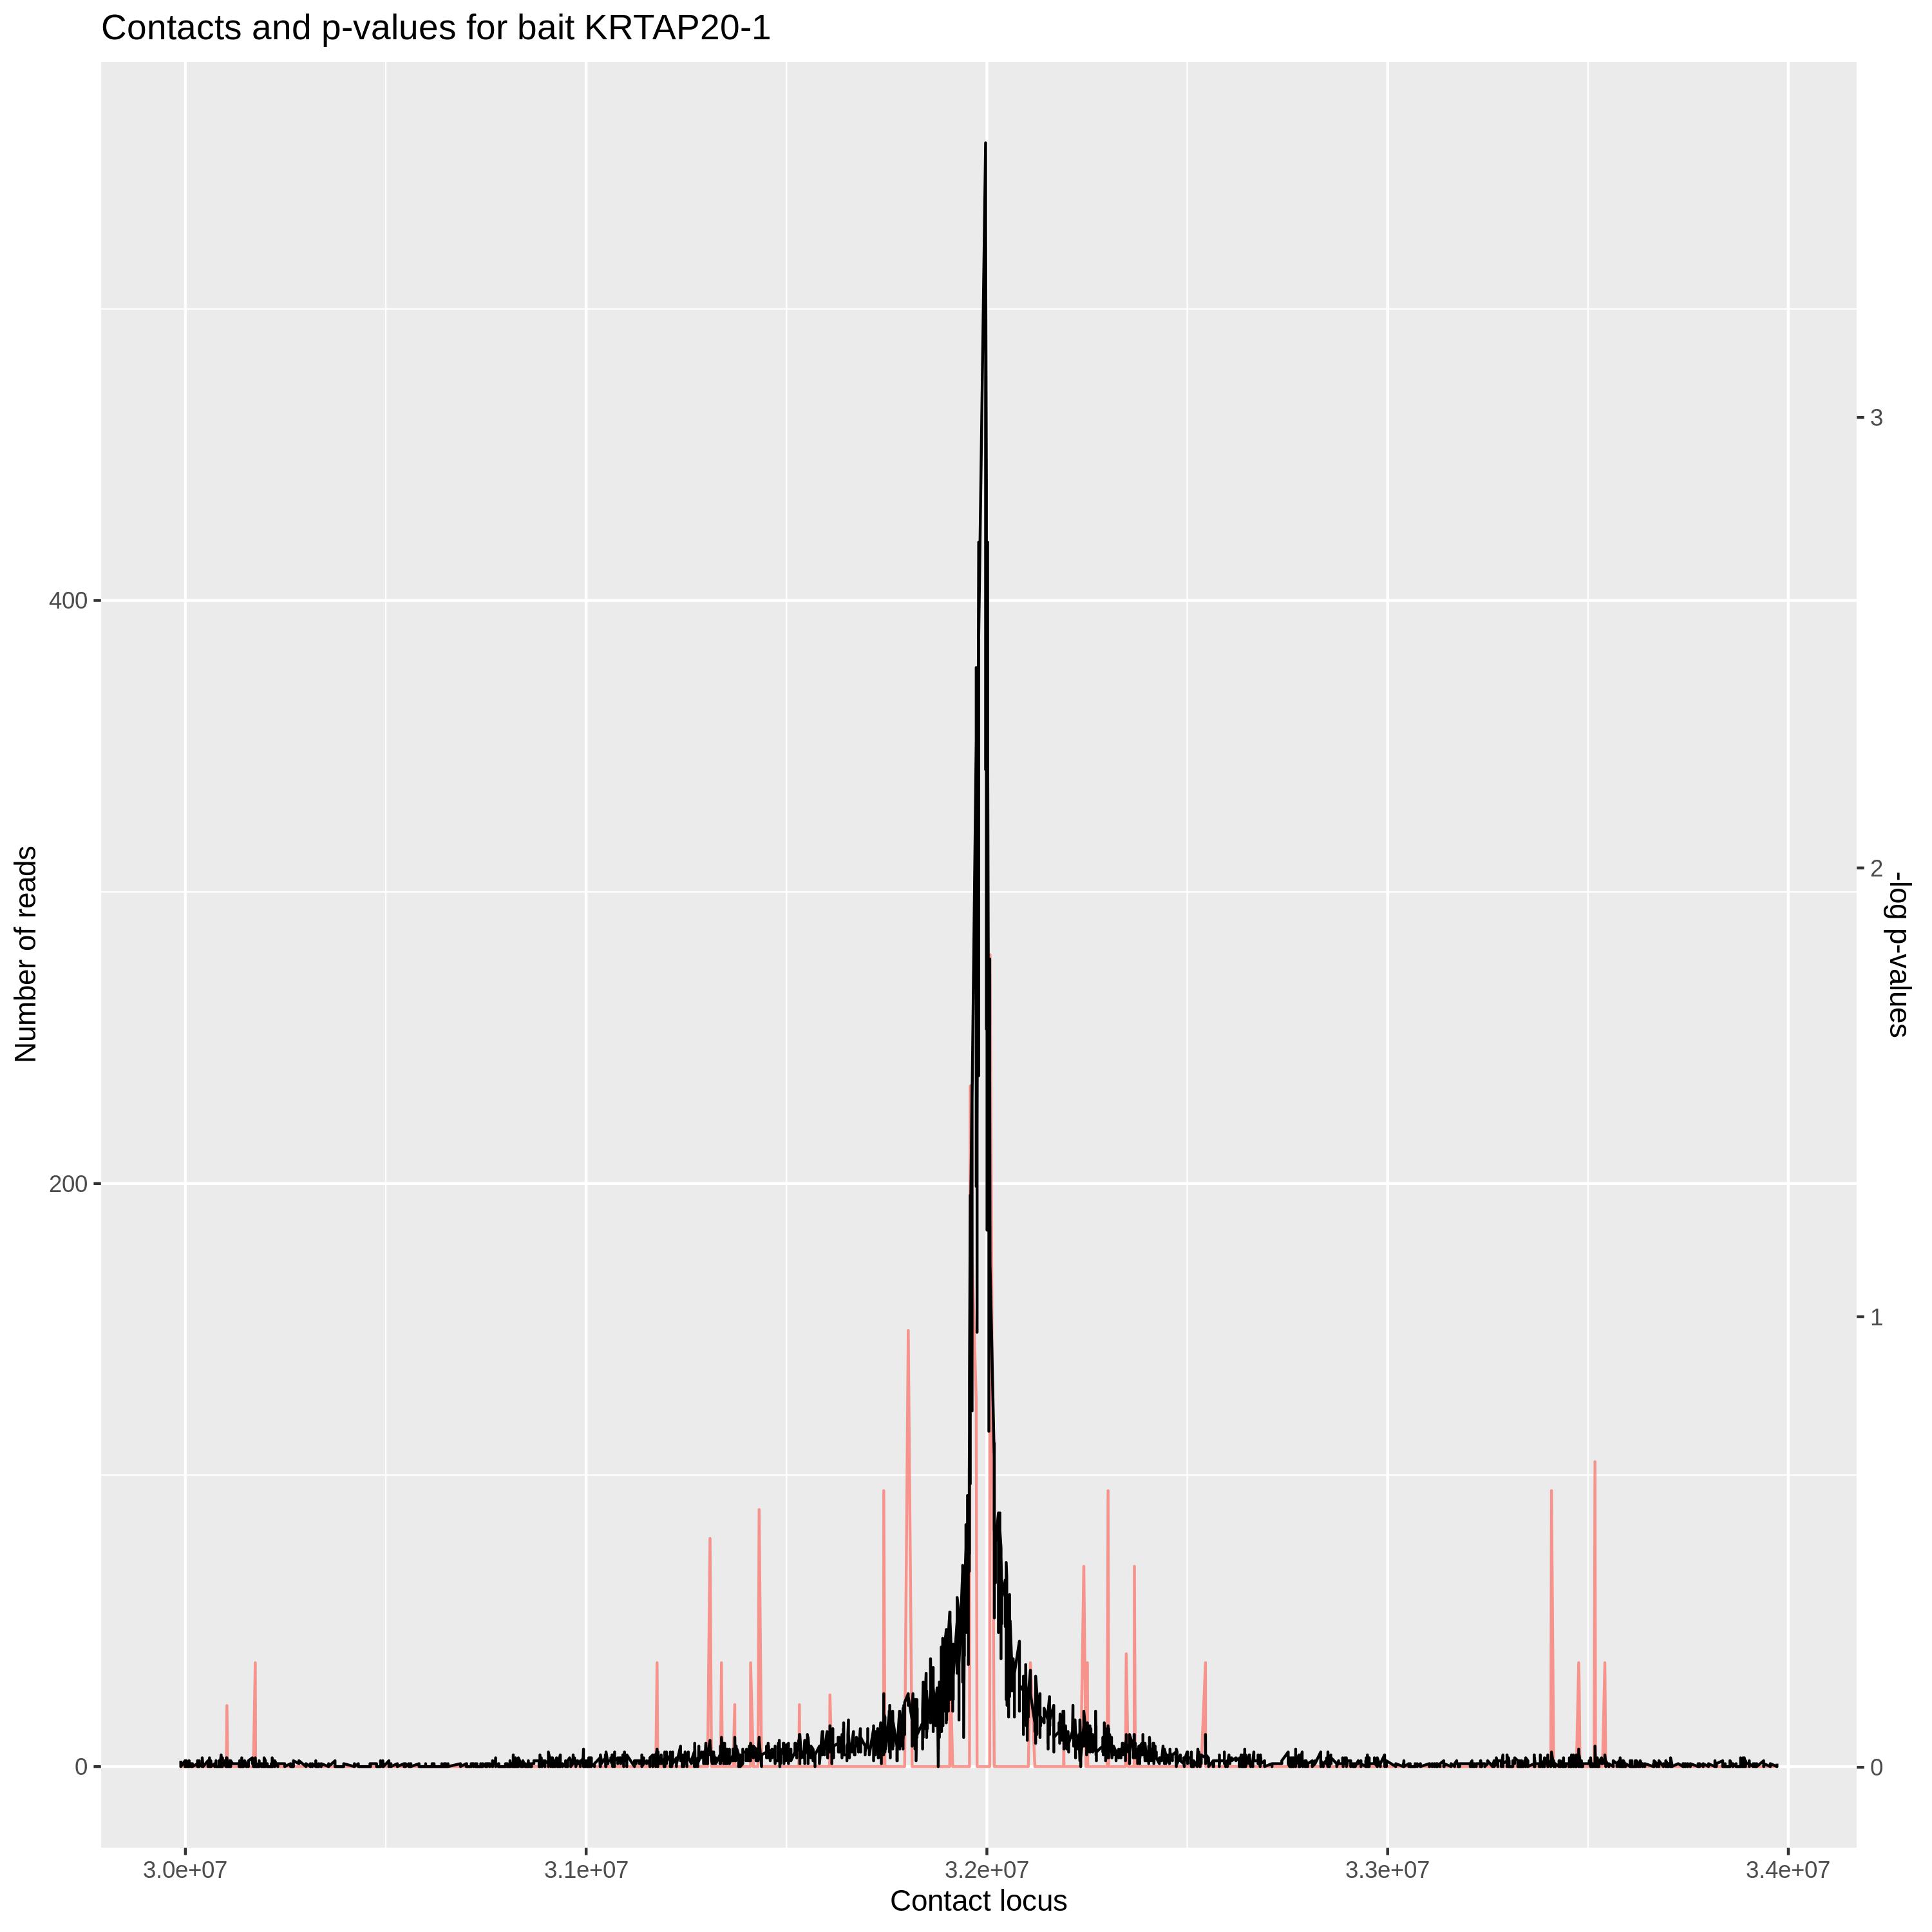 Contacts and p-values for bait KRTAP20-1
Number of reads
400
200
0
3
2
1
0
-log p-values
3.0e+07 3.1e+07 3.2e+07 3.3e+07 3.4e+07
Contact locus